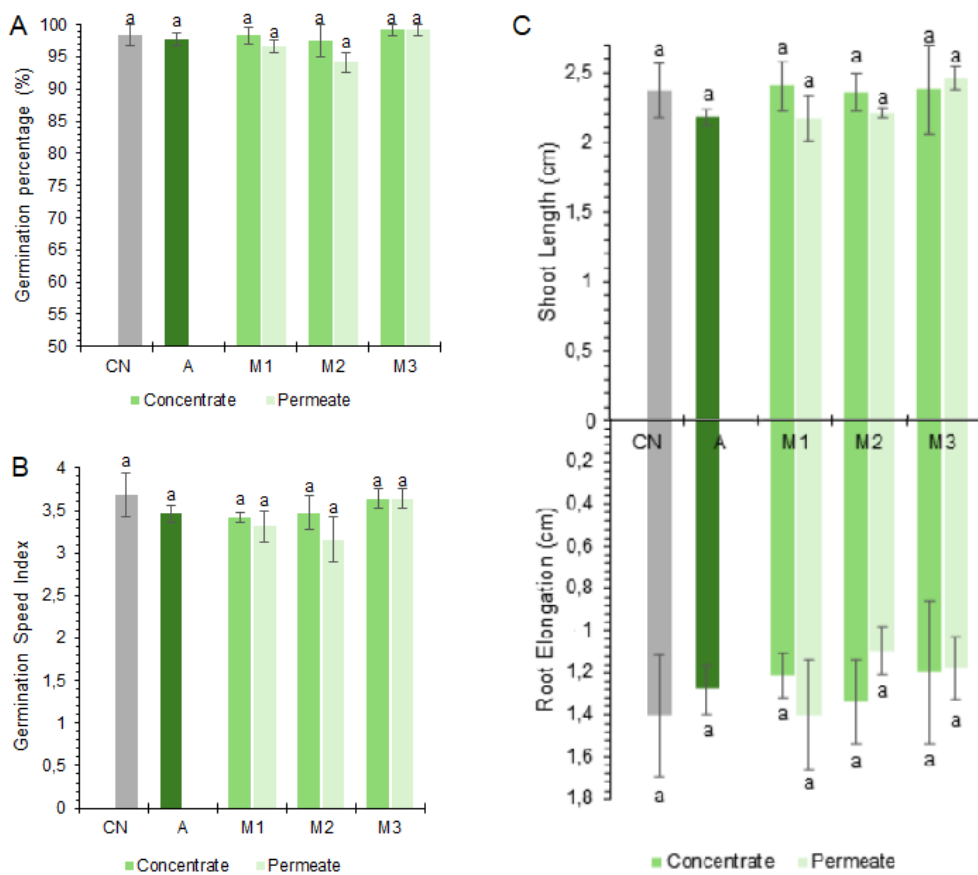 A
Germination percentage (%)
100
95
90
85
80
75
70
65
60
55
50
a a a a a a a a
CN A M1 M2 M3
Concentrate Permeate
B
Germination Speed Index
4
3,5
3
2,5
2
1,5
1
0,5
0
a a a a a a a a
CN A M1 M2 M3
Concentrate Permeate
C
Shoot Length (cm)
2,5
2
1,5
1
0,5
0
a a a a a a a a
CN A M1 M2 M3
Root Elongation (cm)
0,2
0,4
0,6
0,8
1
1,2
1,4
1,6
1,8
a a a a a a a a
Concentrate Permeate